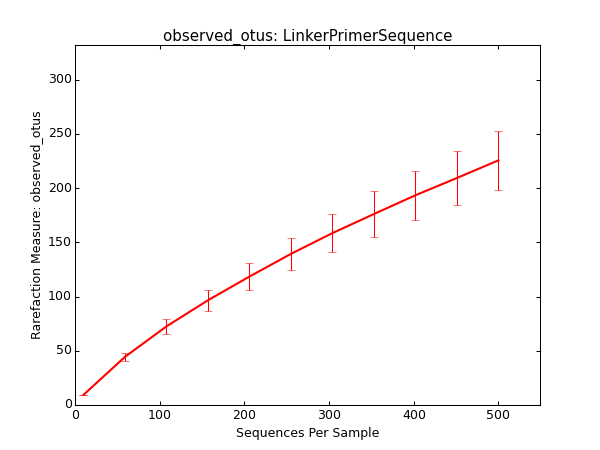 observed_otus: LinkerPrimerSequence
300
250
200
150
100
50
0
Rarefaction Measure: observed_otus
0 100 200 300 400 500
Sequences Per Sample